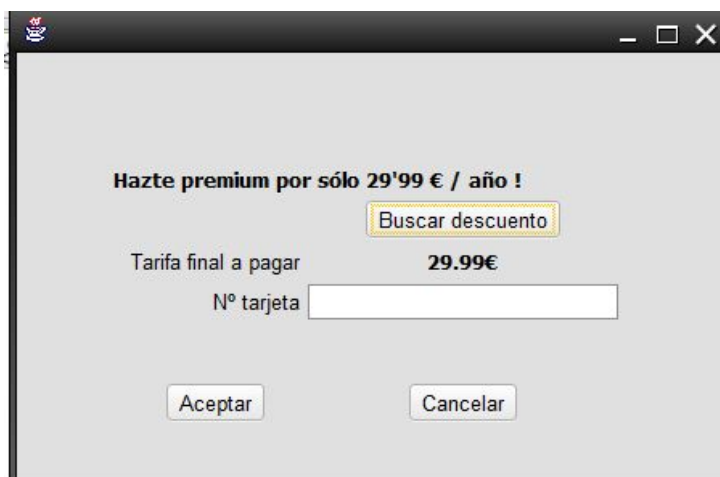 Hazte premium por sólo 29'99 € / año !
Buscar descuento
Tarifa final a pagar 29.99€
Nº tarjeta
Aceptar Cancelar